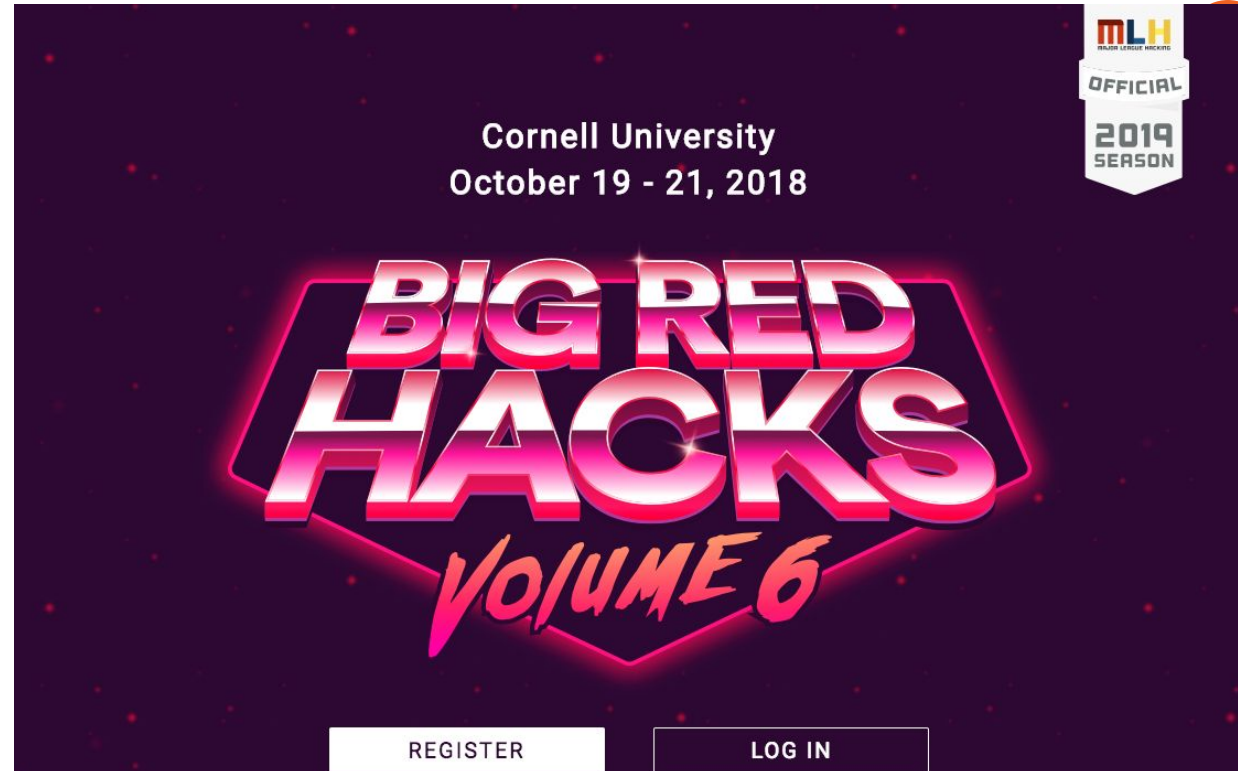 MLH
MAJOR LEAGUE HACKING
OFFICIAL
2019
SEASON
Cornell University
October 19 - 21, 2018
BIG RED
HACKS
VOLUME 6
REGISTER
LOG IN